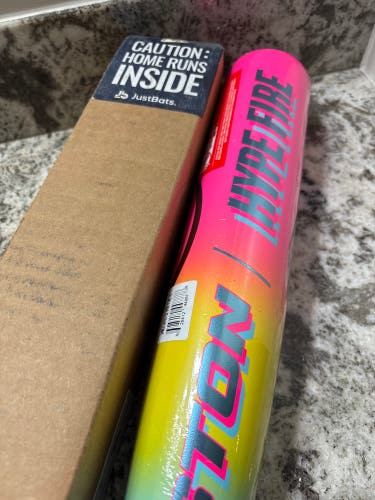 CAUTION:
HOME RUNS
INSIDE
JustBats.
HYPE/FIRE
STON